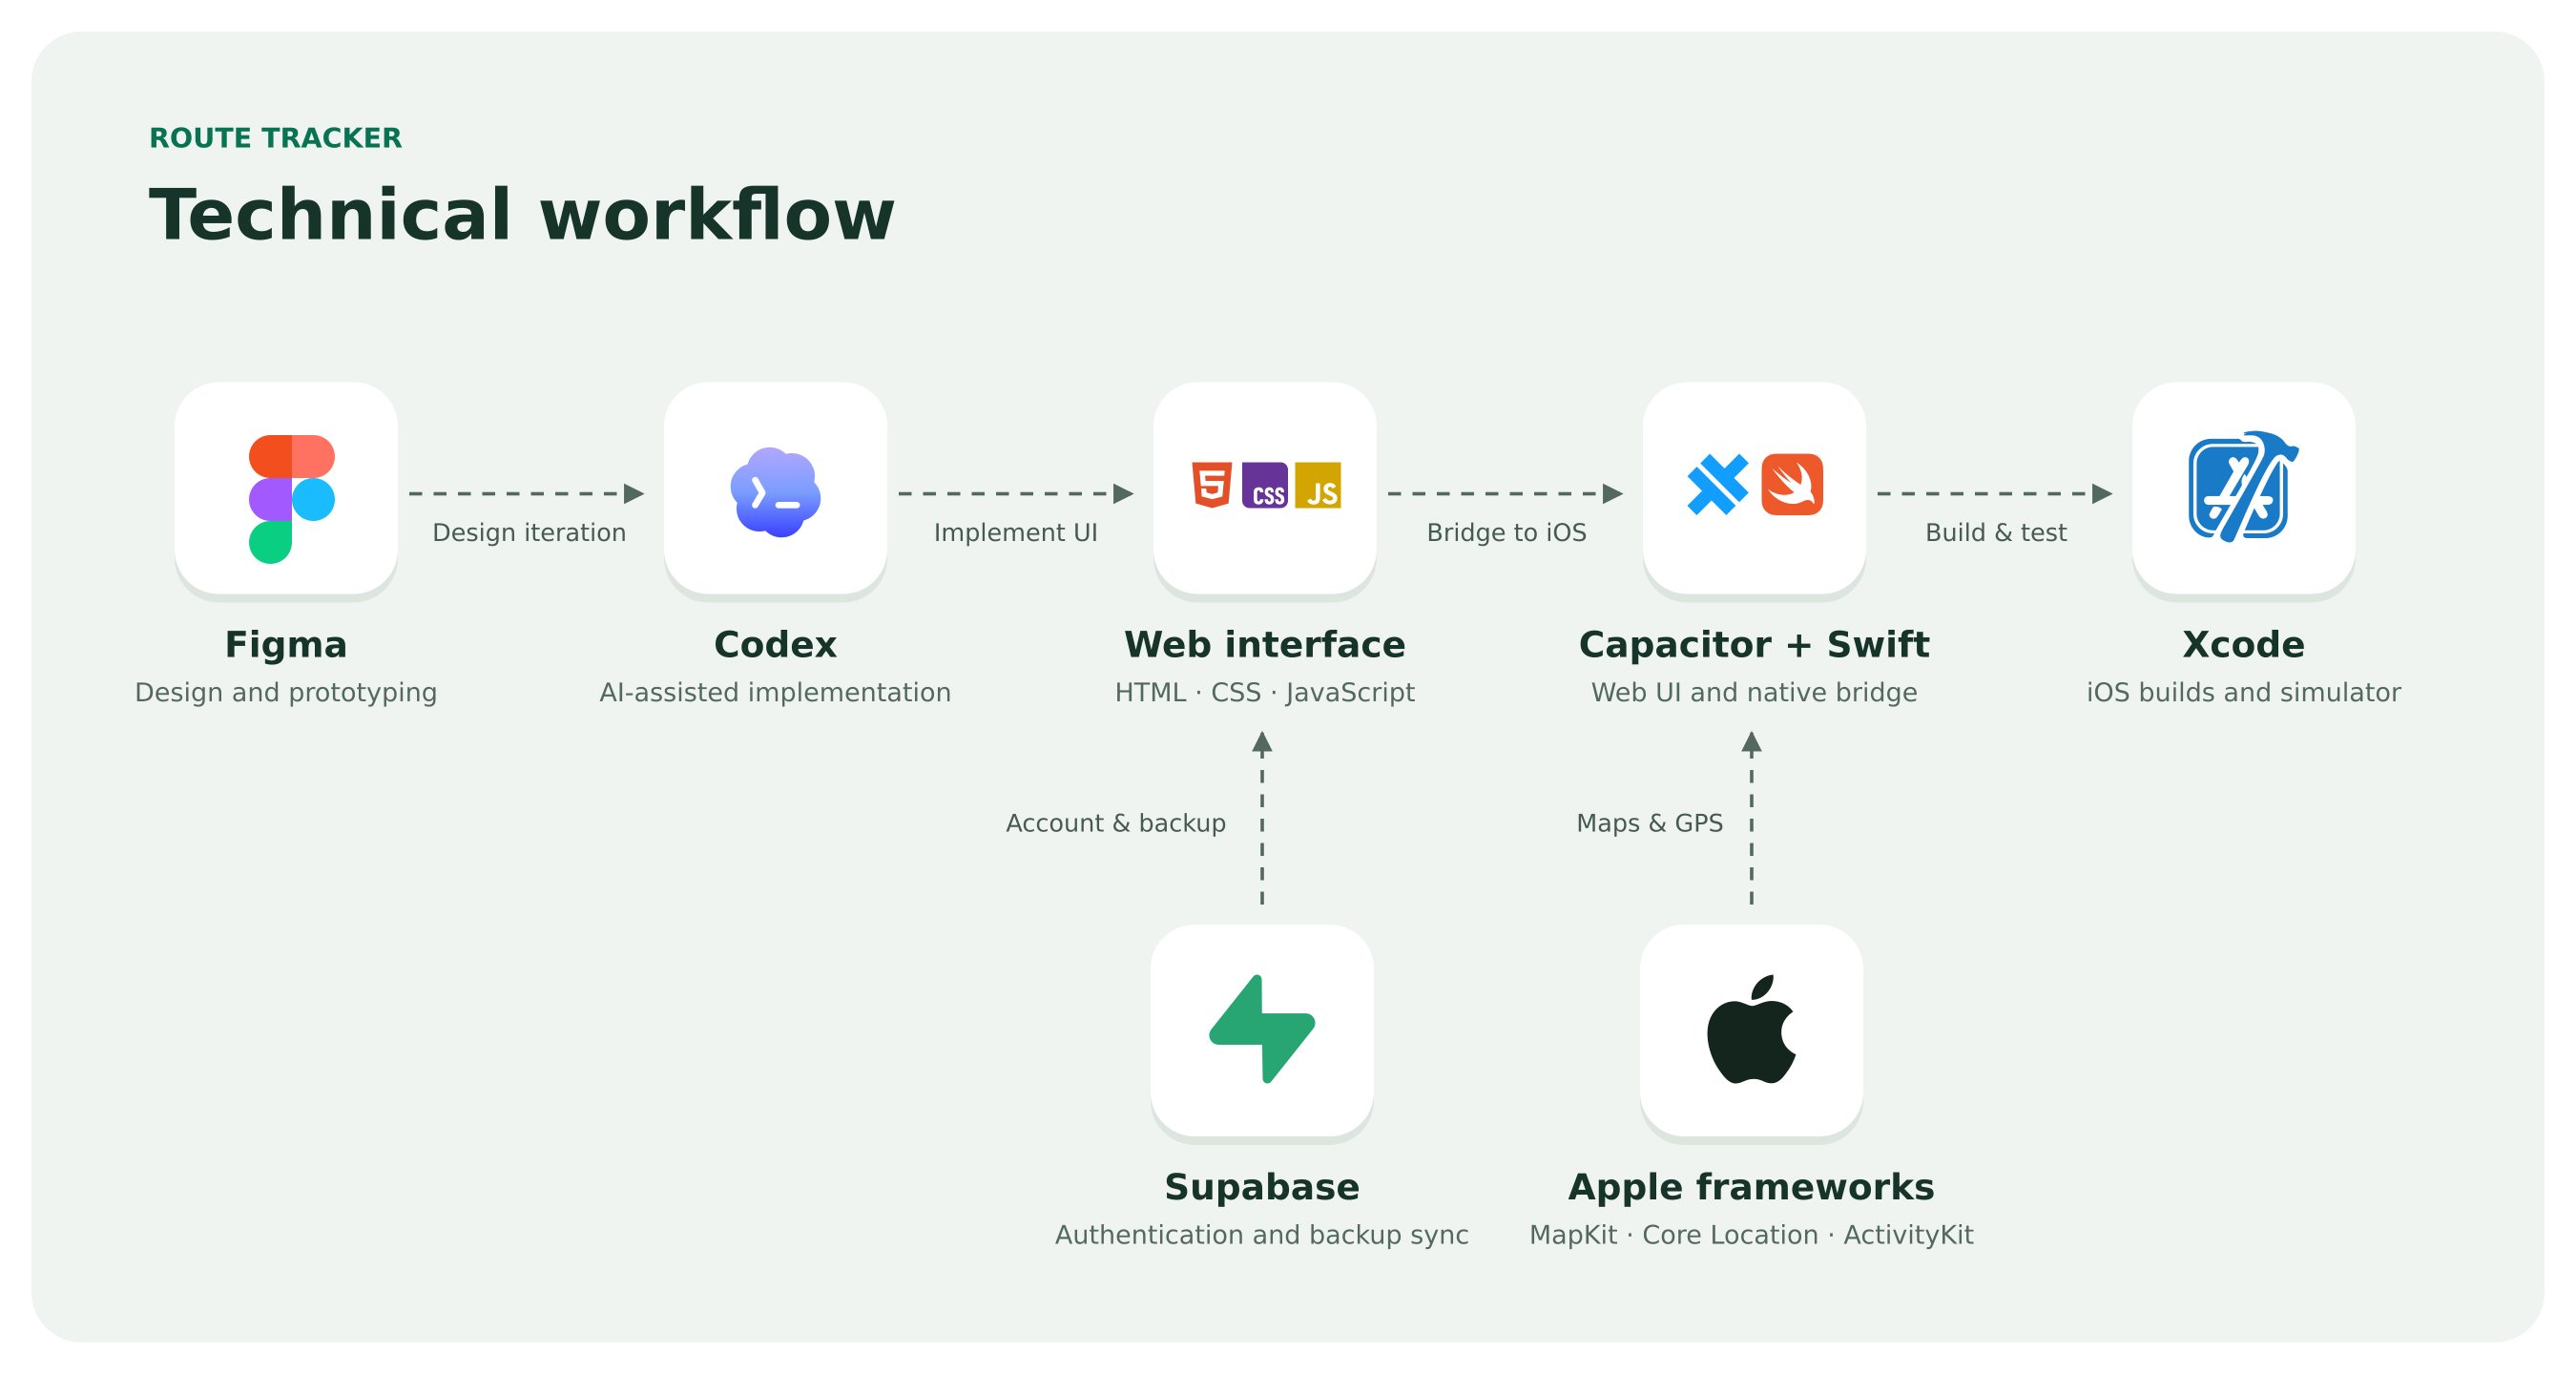 ROUTE TRACKER
Technical workflow
Design iteration
Implement UI
CSS
JS
Bridge to iOS
Build & test
Figma
Codex
Web interface
Capacitor + Swift
Xcode
Design and prototyping
AI-assisted implementation
HTML · CSS · JavaScript
Web UI and native bridge
iOS builds and simulator
Account & backup
Maps & GPS
Supabase
Apple frameworks
Authentication and backup sync
MapKit · Core Location · ActivityKit